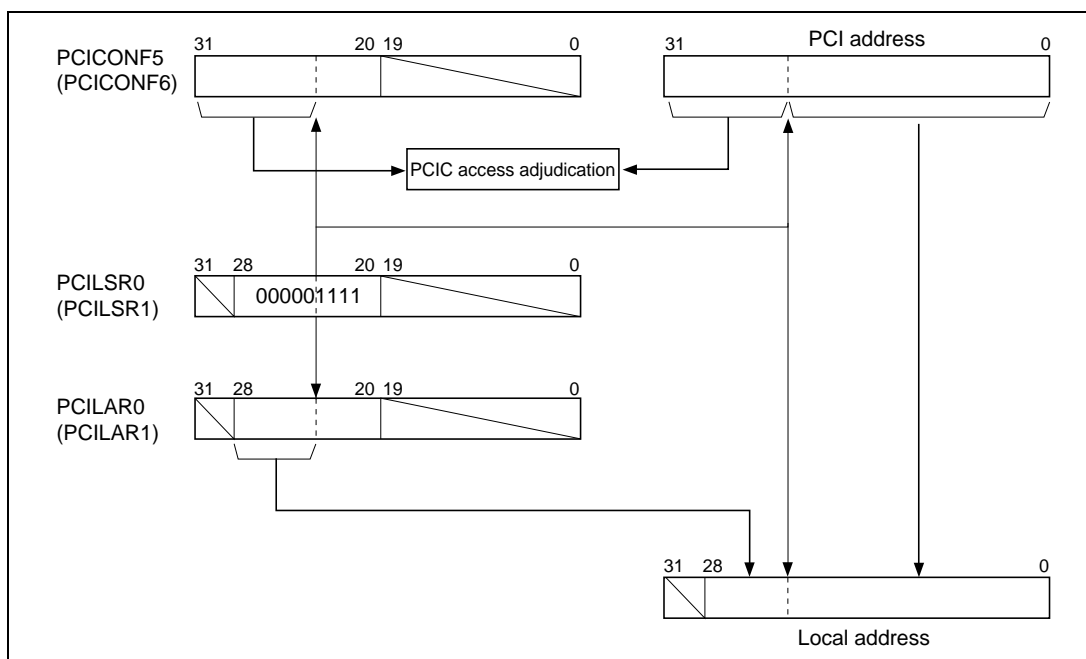 31 20 19 0
PCICONF5
(PCICONF6)
31 PCI address 0
PCIC access adjudication
31 28 20 19 0
PCILSR0
(PCILSR1)
000001111
31 28 20 19 0
PCILAR0
(PCILAR1)
31 28 0
Local address